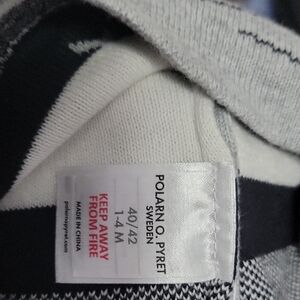 POLARN O. PYRET
SWEDEN
40/42
1-4 M
KEEP AWAY
FROM FIRE
MADE IN CHINA
polarnopyret.com